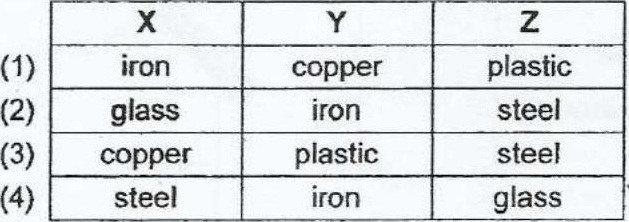 X Y Z
(1) iron copper plastic
(2) glass iron steel
(3) copper plastic steel
(4) steel iron glass